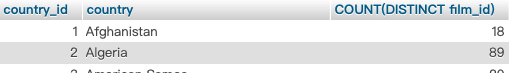 country_id country COUNT(DISTINCT film_id)
1 Afghanistan 18
2 Algeria 89